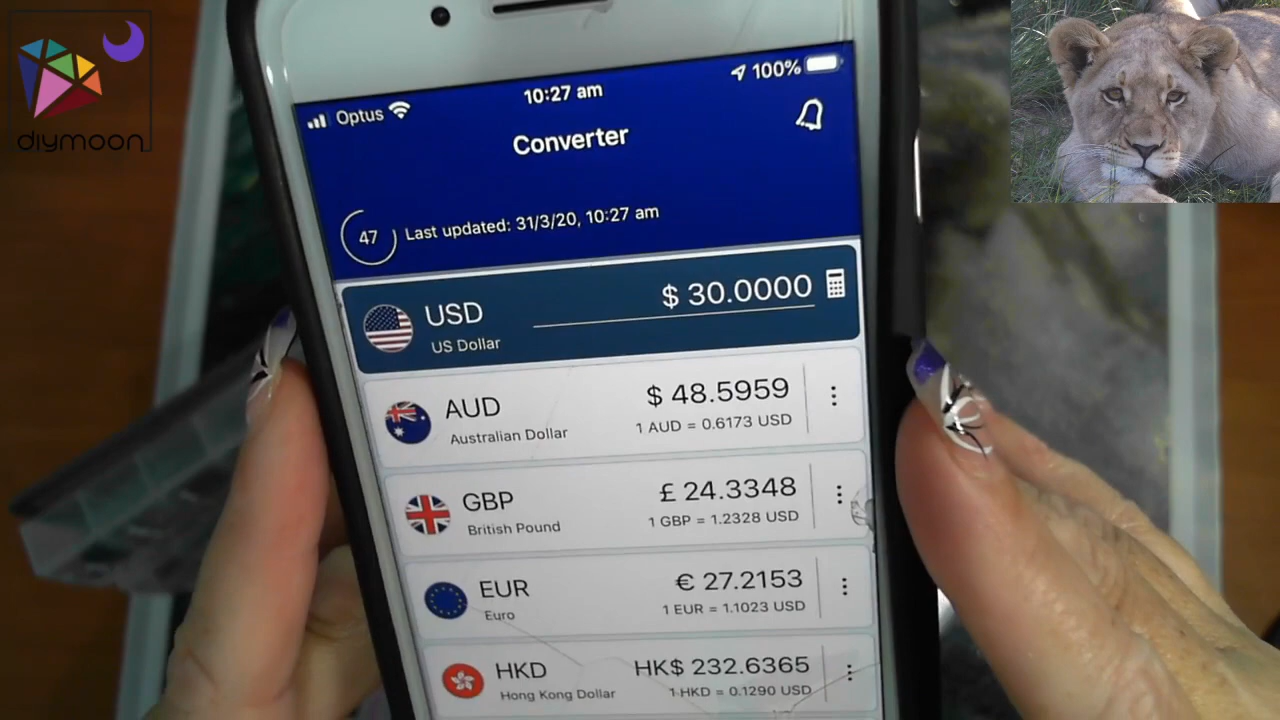 diymoon
Optus 10:27 am 100%
Converter
47 Last updated: 31/3/20, 10:27 am
USD $ 30.0000
US Dollar
AUD $ 48.5959
Australian Dollar 1 AUD = 0.6173 USD
GBP £ 24.3348
British Pound 1 GBP = 1.2328 USD
EUR € 27.2153
Euro 1 EUR = 1.1023 USD
HKD HK$ 232.6365
Hong Kong Dollar 1 HKD = 0.1290 USD